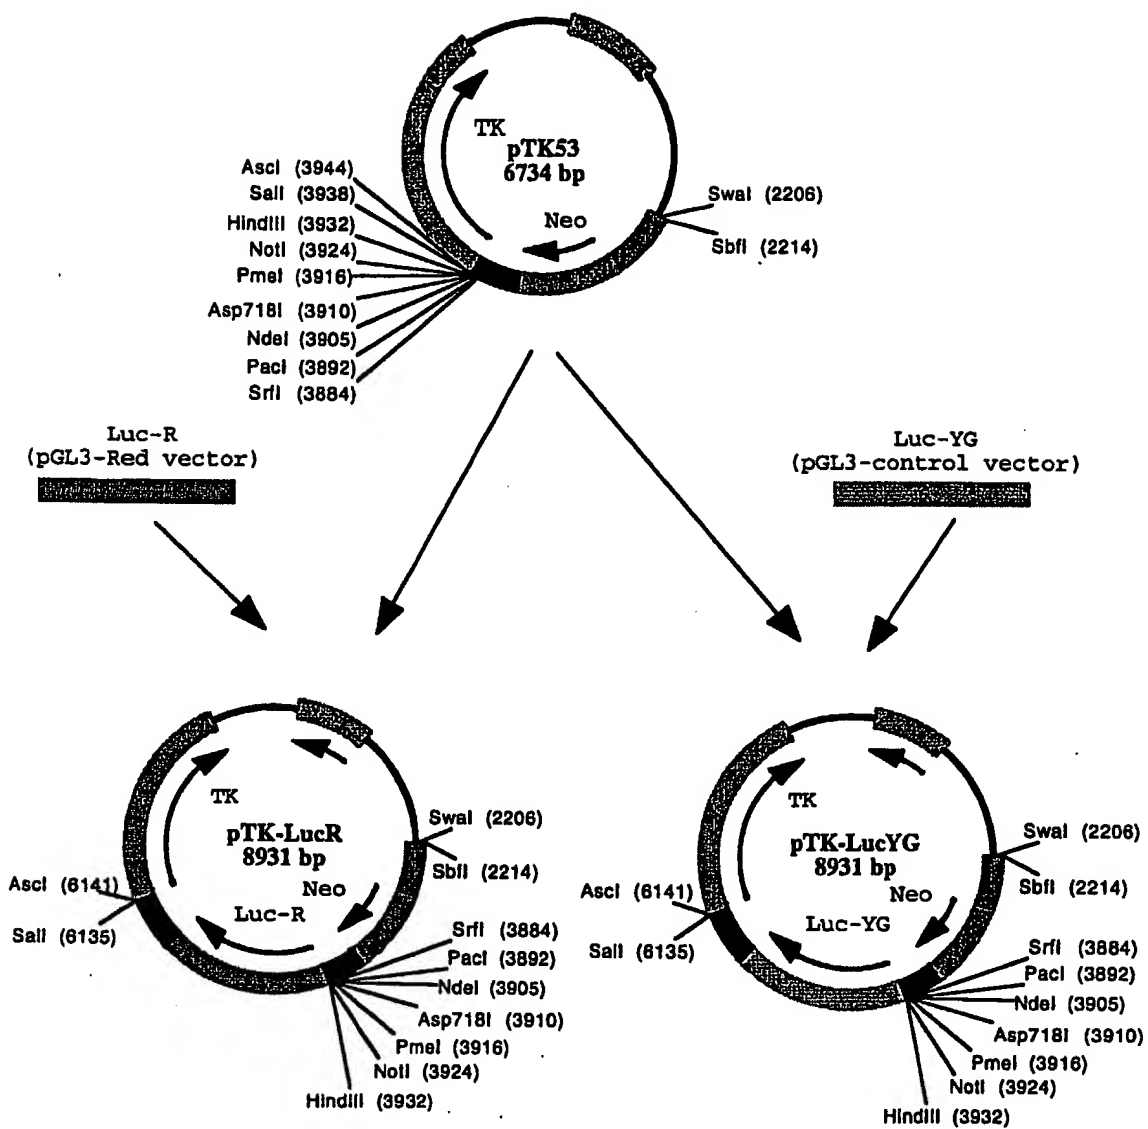 TK
pTK53
6734 bp
Neo
AscI (3944)
SalI (3938)
HindIII (3932)
NotI (3924)
PmeI (3916)
Asp718I (3910)
NdeI (3905)
PacI (3892)
SrfI (3884)
SwaI (2206)
SbfI (2214)
Luc-R
(pGL3-Red vector)
Luc-YG
(pGL3-control vector)
TK
pTK-LucR
8931 bp
Neo
Luc-R
AscI (6141)
SalI (6135)
SwaI (2206)
SbfI (2214)
SrfI (3884)
PacI (3892)
NdeI (3905)
Asp718I (3910)
PmeI (3916)
NotI (3924)
HindIII (3932)
TK
pTK-LucYG
8931 bp
Neo
Luc-YG
AscI (6141)
SalI (6135)
SwaI (2206)
SbfI (2214)
SrfI (3884)
PacI (3892)
NdeI (3905)
Asp718I (3910)
PmeI (3916)
NotI (3924)
HindIII (3932)